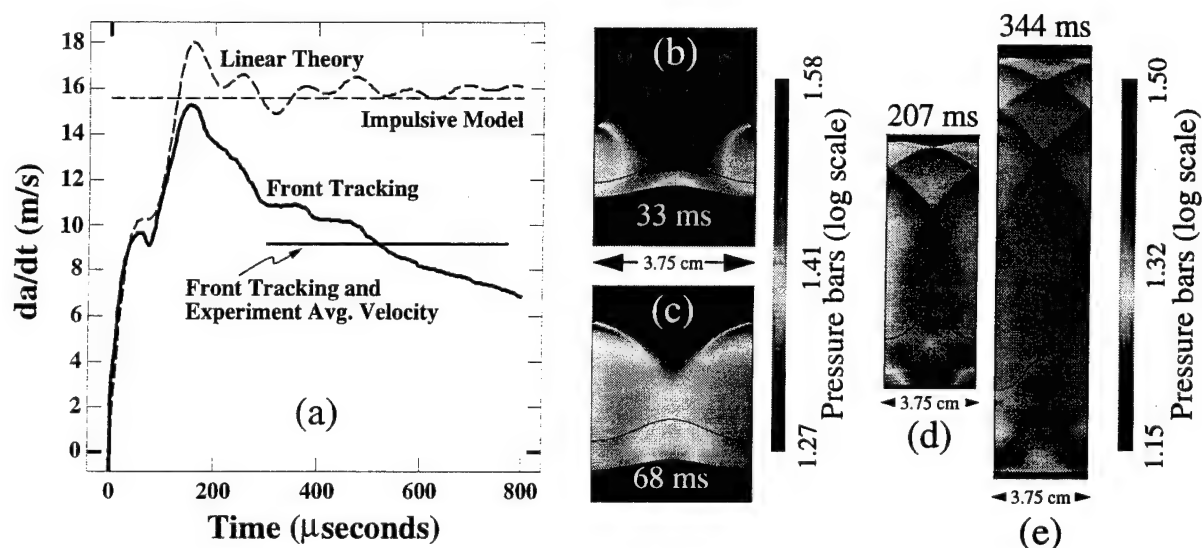 18
16
14
12
10
8
6
4
2
0
da/dt (m/s)
Linear Theory
Impulsive Model
Front Tracking
Front Tracking and
Experiment Avg. Velocity
(a)
0
200
400
600
800
Time (μseconds)
(b)
33 ms
3.75 cm
(c)
68 ms
1.58
1.41
1.27
Pressure bars (log scale)
207 ms
3.75 cm
(d)
344 ms
3.75 cm
(e)
1.50
1.32
1.15
Pressure bars (log scale)